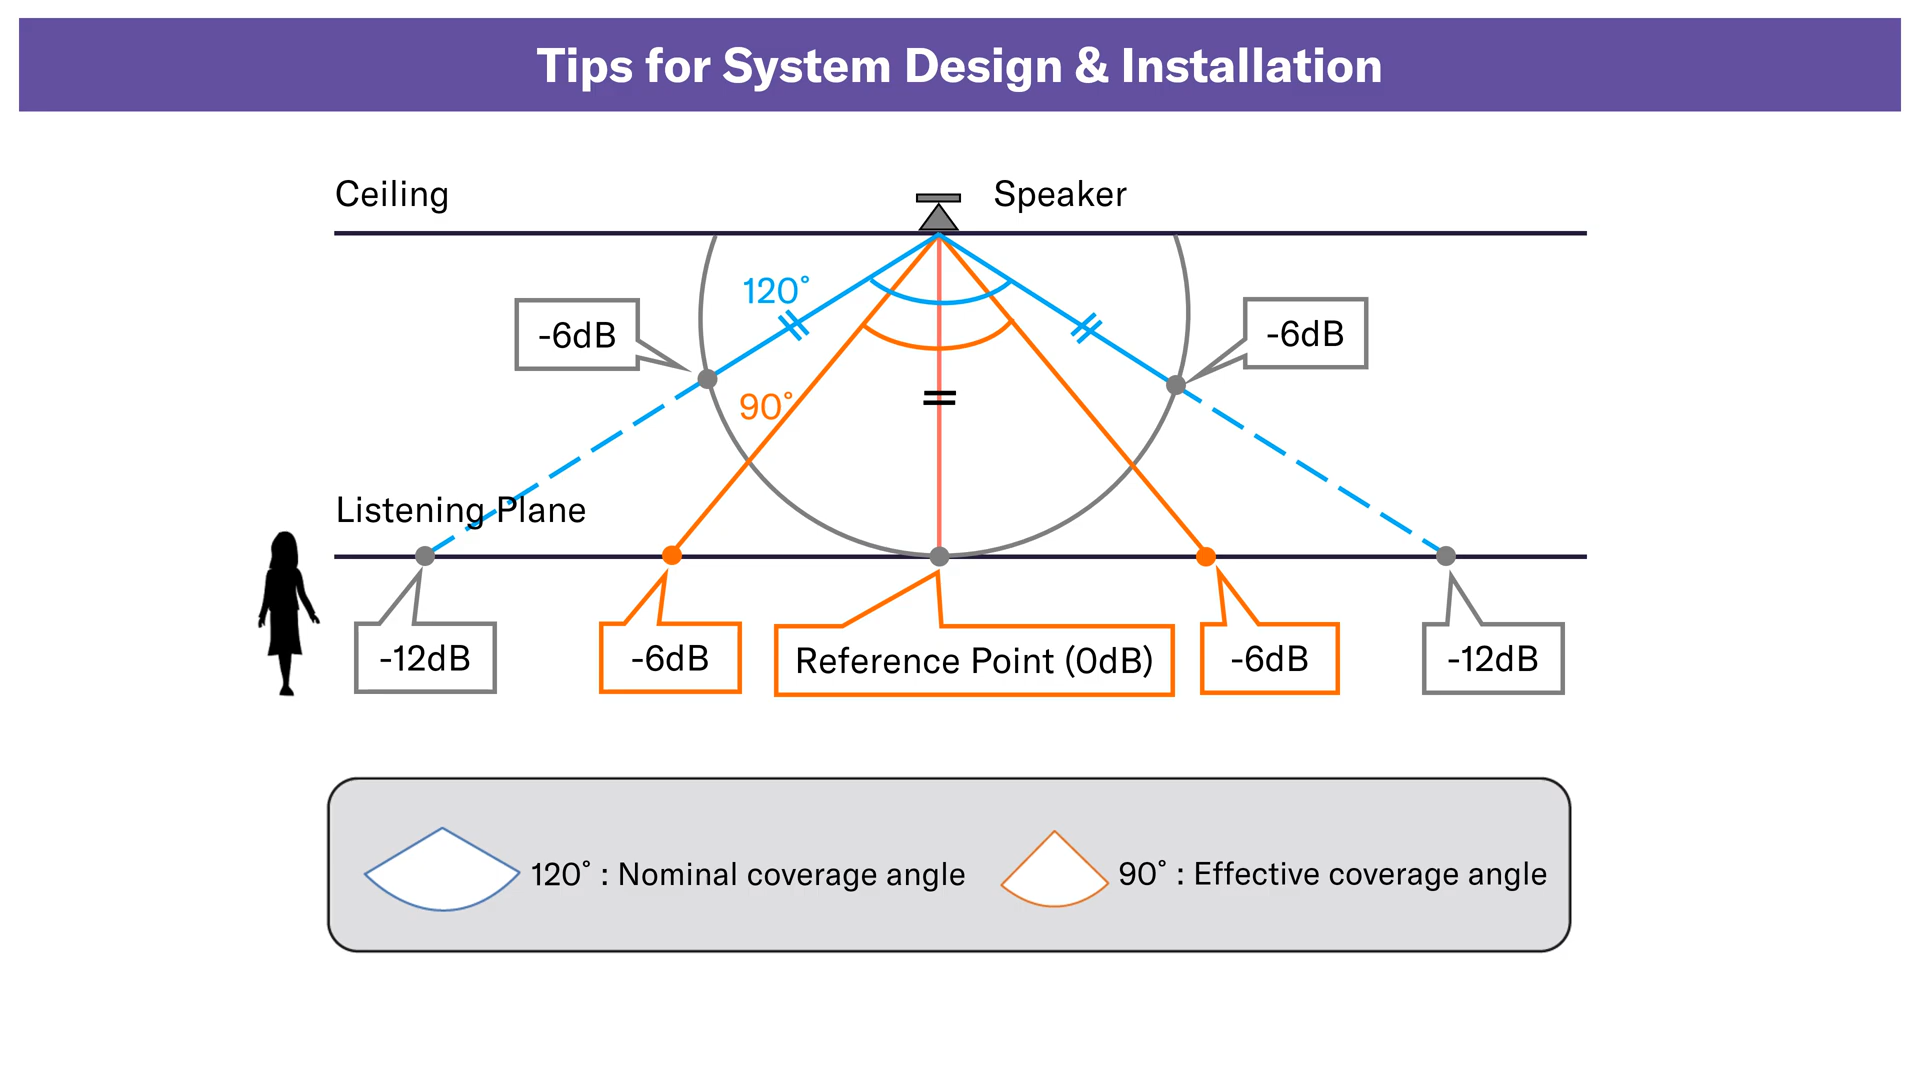 Tips for System Design & Installation
Ceiling
Speaker
120°
-6dB
-6dB
90°
Listening Plane
-12dB
-6dB
Reference Point (0dB)
-6dB
-12dB
120° : Nominal coverage angle
90° : Effective coverage angle